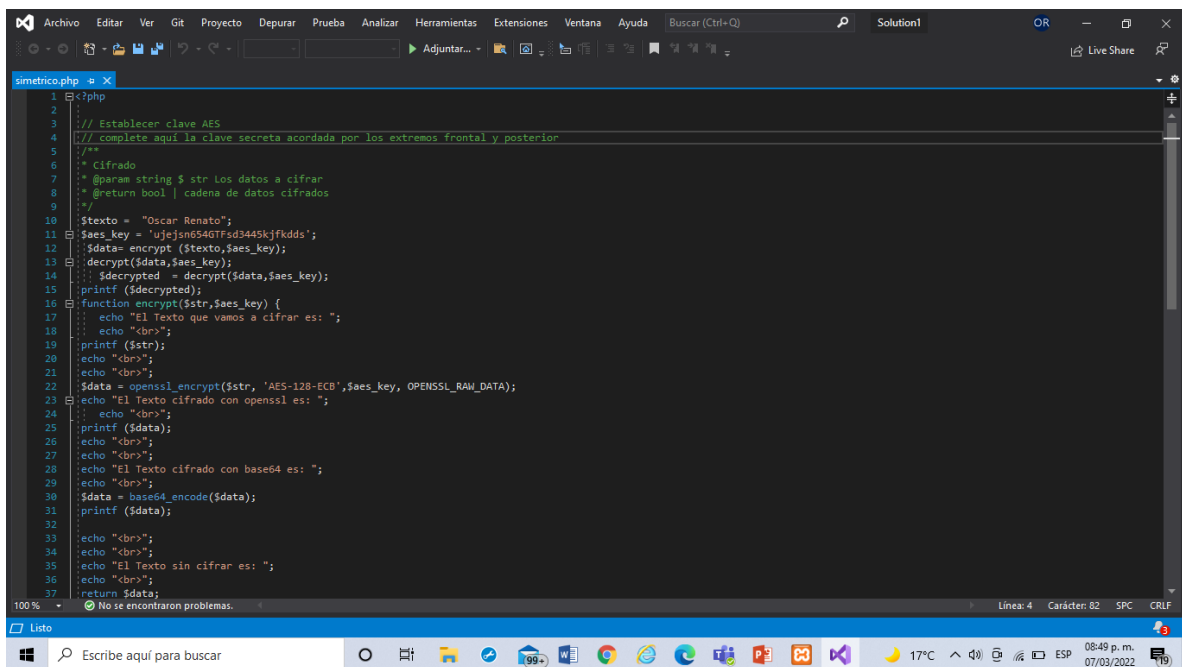 Archivo Editar Ver Git Proyecto Depurar Prueba Analizar Herramientas Extensiones Ventana Ayuda Buscar (Ctrl+Q) Solution1 OR
Adjuntar... Live Share
simetrico.php
1 <?php
2
3 // Establecer clave AES
4 // complete aquí la clave secreta acordada por los extremos frontal y posterior
5 /**
6 * Cifrado
7 * @param string $ str Los datos a cifrar
8 * @return bool | cadena de datos cifrados
9 */
10 $texto = "Oscar Renato";
11 $aes_key = 'ujejsn654GTFsd3445kjfkdds';
12 $data= encrypt ($texto,$aes_key);
13 decrypt($data,$aes_key);
14 $decrypted = decrypt($data,$aes_key);
15 printf ($decrypted);
16 function encrypt($str,$aes_key) {
17 echo "El Texto que vamos a cifrar es: ";
18 echo "<br>";
19 printf ($str);
20 echo "<br>";
21 echo "<br>";
22 $data = openssl_encrypt($str, 'AES-128-ECB',$aes_key, OPENSSL_RAW_DATA);
23 echo "El Texto cifrado con openssl es: ";
24 echo "<br>";
25 printf ($data);
26 echo "<br>";
27 echo "<br>";
28 echo "El Texto cifrado con base64 es: ";
29 echo "<br>";
30 $data = base64_encode($data);
31 printf ($data);
32
33 echo "<br>";
34 echo "<br>";
35 echo "El Texto sin cifrar es: ";
36 echo "<br>";
37 return $data;
100 % No se encontraron problemas. Línea: 4 Carácter: 82 SPC CRLF
Listo 3
Escribe aquí para buscar 99+ 17°C ESP 08:49 p. m.
07/03/2022 19